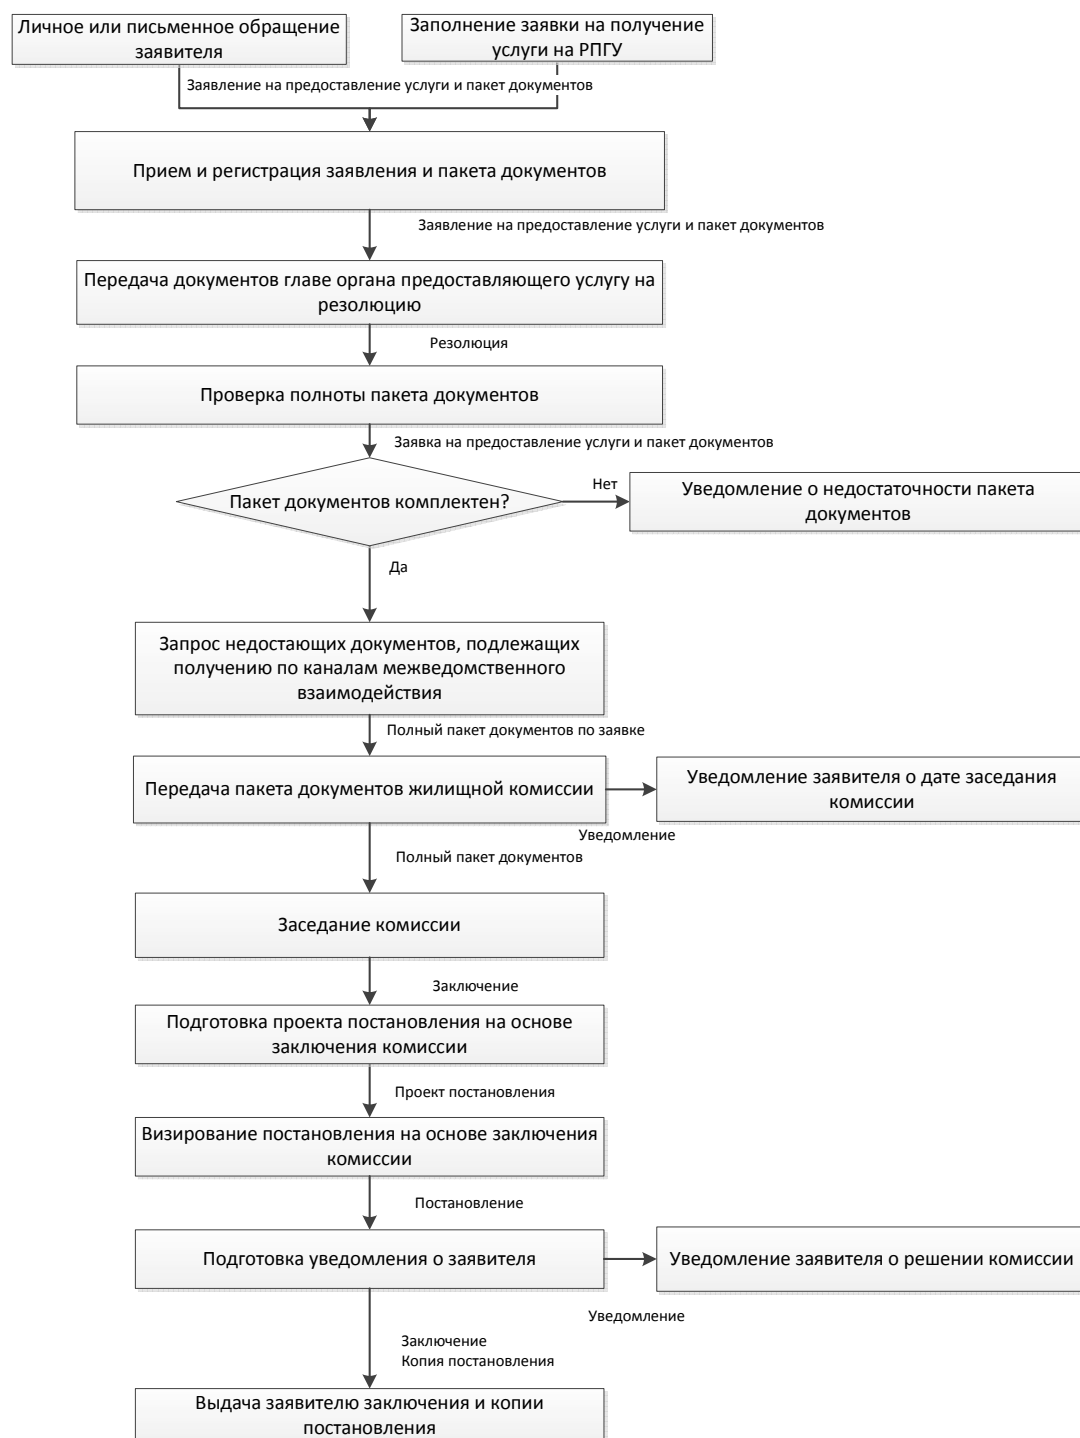 Личное или письменное обращение
заявителя
Заполнение заявки на получение
услуги на РПГУ
Заявление на предоставление услуги и пакет документов
Прием и регистрация заявления и пакета документов
Заявление на предоставление услуги и пакет документов
Передача документов главе органа предоставляющего услугу на
резолюцию
Резолюция
Проверка полноты пакета документов
Заявка на предоставление услуги и пакет документов
Пакет документов комплектен?
Нет
Уведомление о недостаточности пакета
документов
Да
Запрос недостающих документов, подлежащих
получению по каналам межведомственного
взаимодействия
Полный пакет документов по заявке
Передача пакета документов жилищной комиссии
Уведомление заявителя о дате заседания
комиссии
Уведомление
Полный пакет документов
Заседание комиссии
Заключение
Подготовка проекта постановления на основе
заключения комиссии
Проект постановления
Визирование постановления на основе заключения
комиссии
Постановление
Подготовка уведомления о заявителя
Уведомление заявителя о решении комиссии
Уведомление
Заключение
Копия постановления
Выдача заявителю заключения и копии
постановления